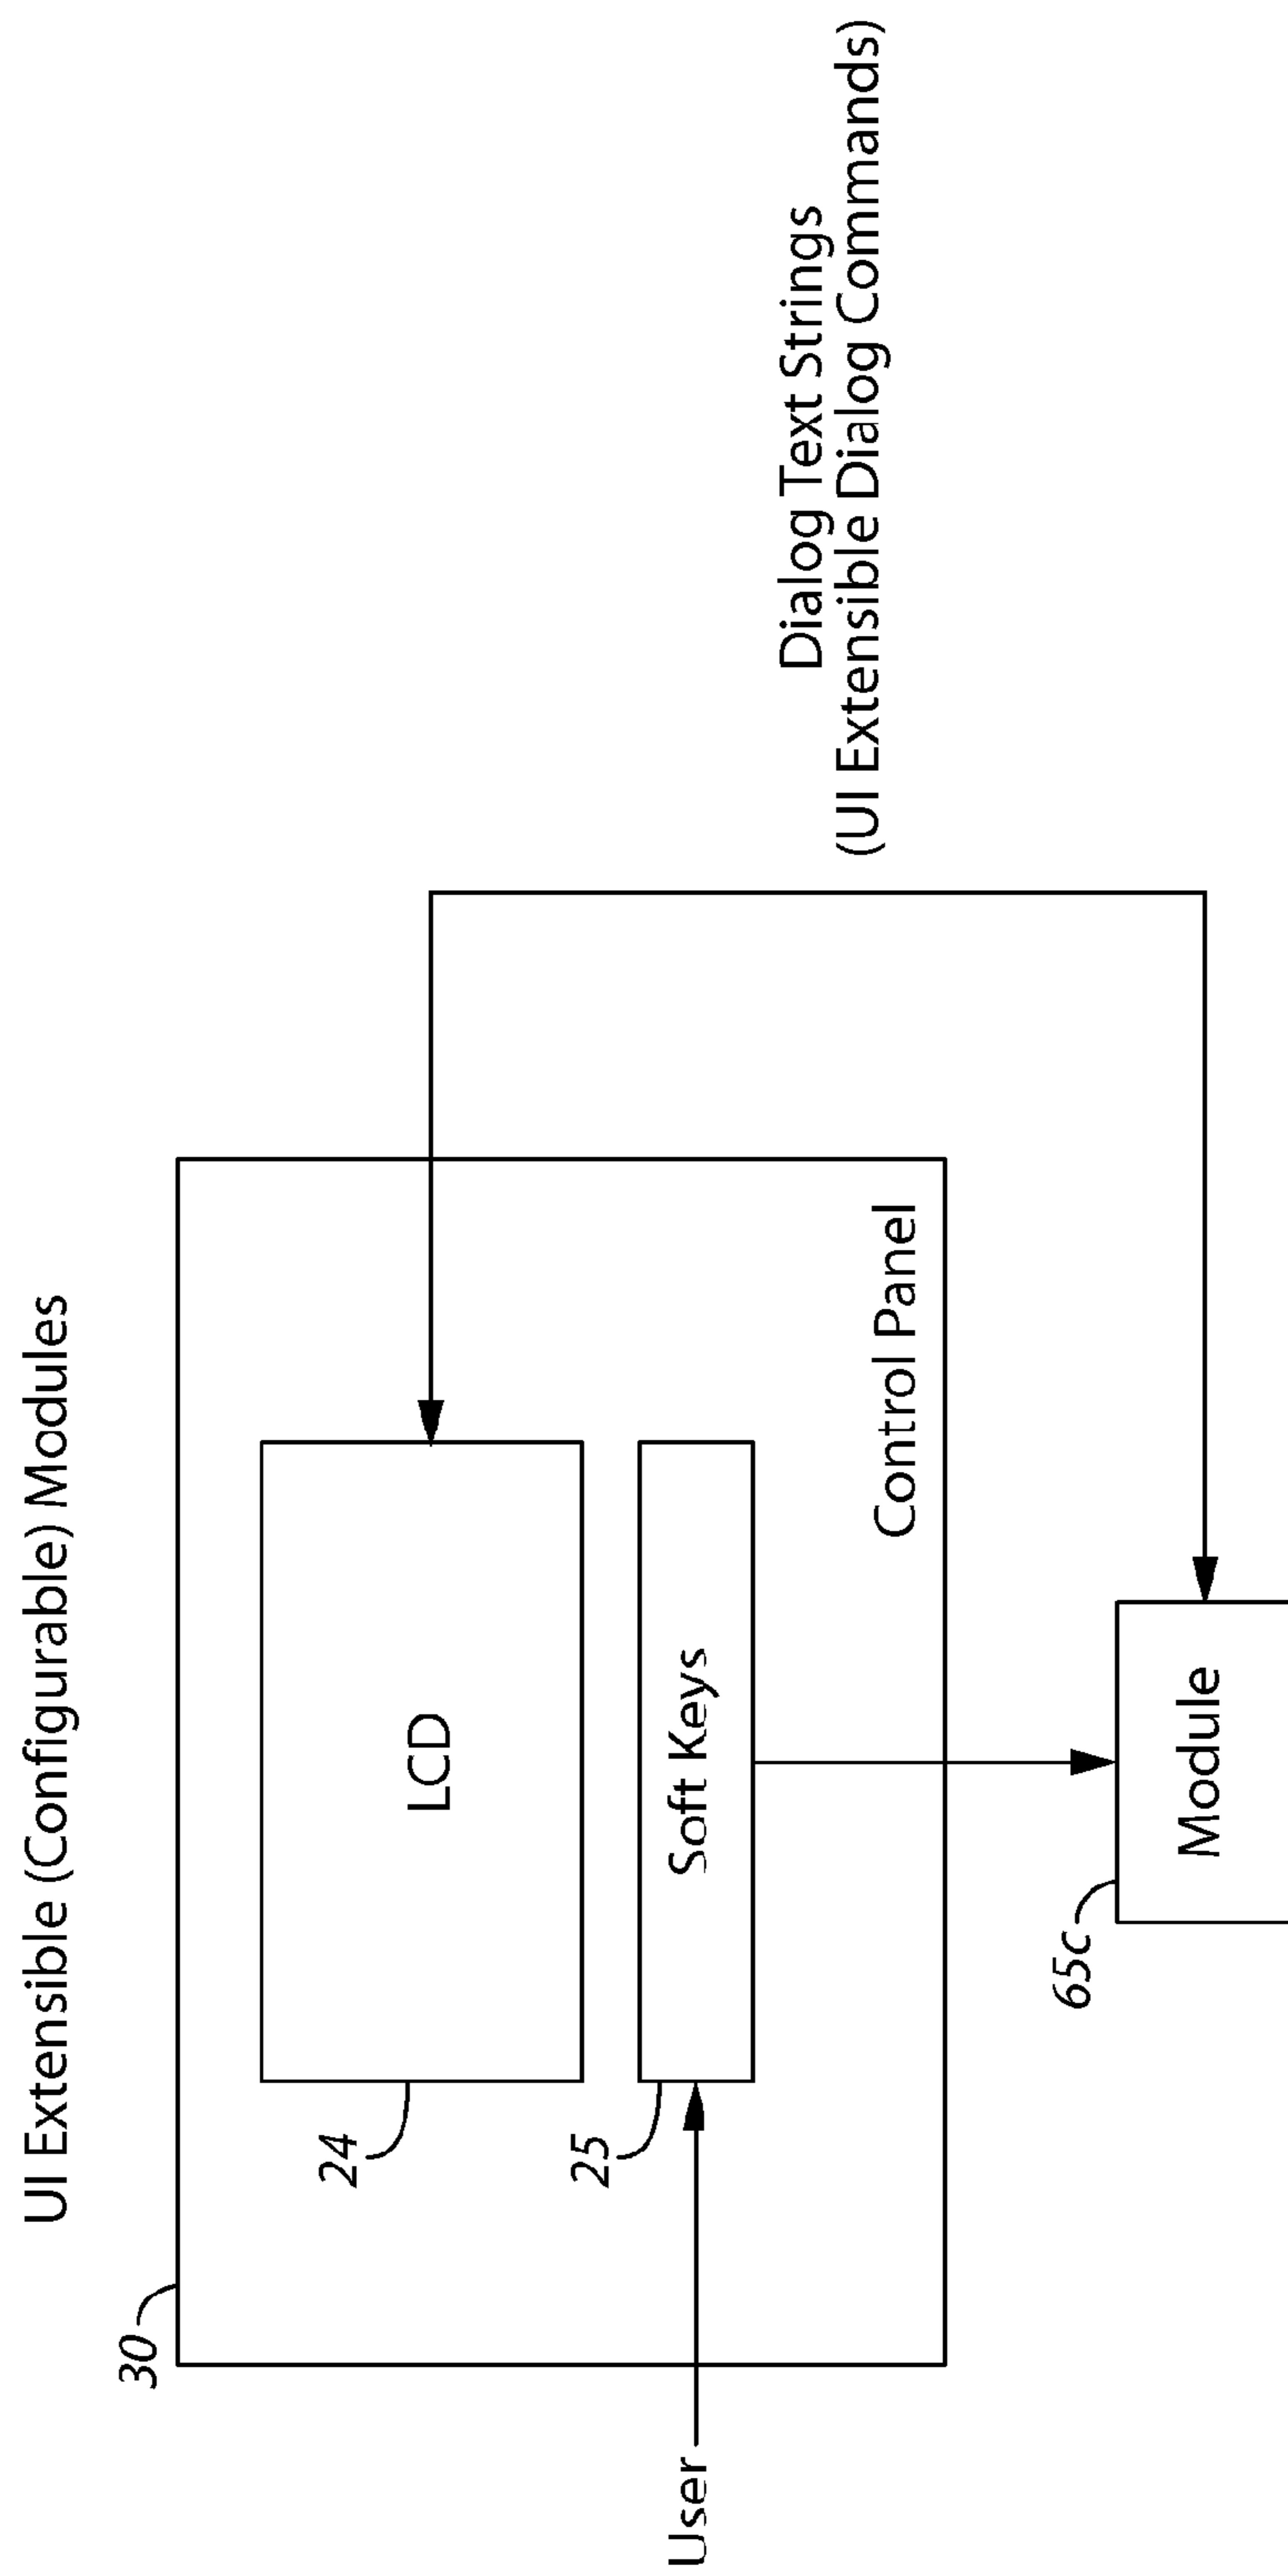 UI Extensible (Configurable) Modules
30
24
LCD
25
Soft Keys
User
Control Panel
Dialog Text Strings
(UI Extensible Dialog Commands)
65c
Module